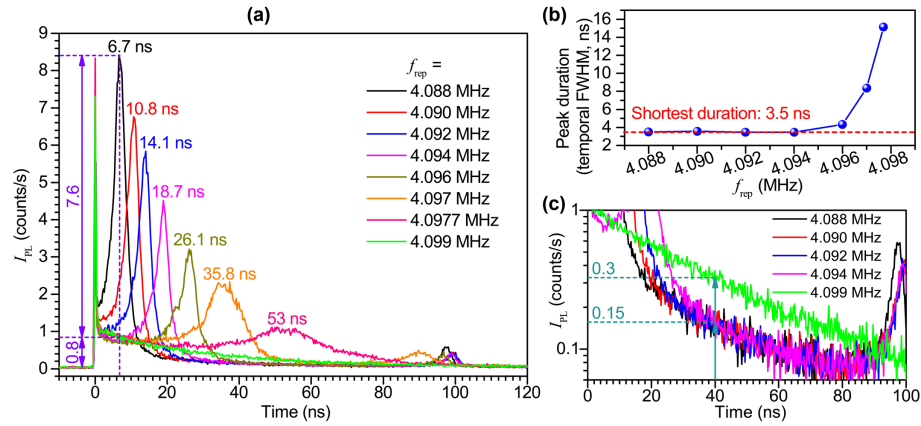 (a)
I_PL (counts/s)
9
8
7
6
5
4
3
2
1
0
7.6
0.8
6.7 ns
10.8 ns
14.1 ns
18.7 ns
26.1 ns
35.8 ns
53 ns
f_rep =
4.088 MHz
4.090 MHz
4.092 MHz
4.094 MHz
4.096 MHz
4.097 MHz
4.0977 MHz
4.099 MHz
0 20 40 60 80 100 120
Time (ns)
(b)
Peak duration
(temporal FWHM, ns)
16
14
12
10
8
6
4
2
Shortest duration: 3.5 ns
4.088 4.090 4.092 4.094 4.096 4.098
f_rep (MHz)
(c)
I_PL (counts/s)
1
0.1
0.3
0.15
4.088 MHz
4.090 MHz
4.092 MHz
4.094 MHz
4.099 MHz
0 20 40 60 80 100
Time (ns)